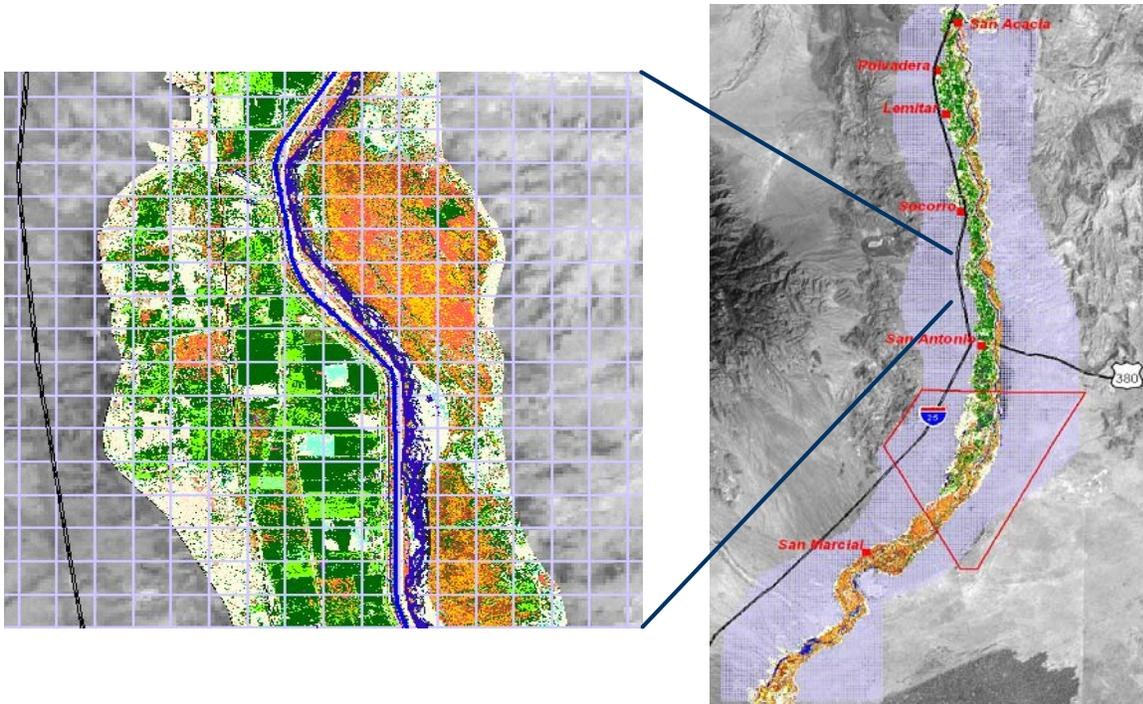 San Acacia
Polvadera
Lemitar
Socorro
San Antonio
380
25
San Marcial